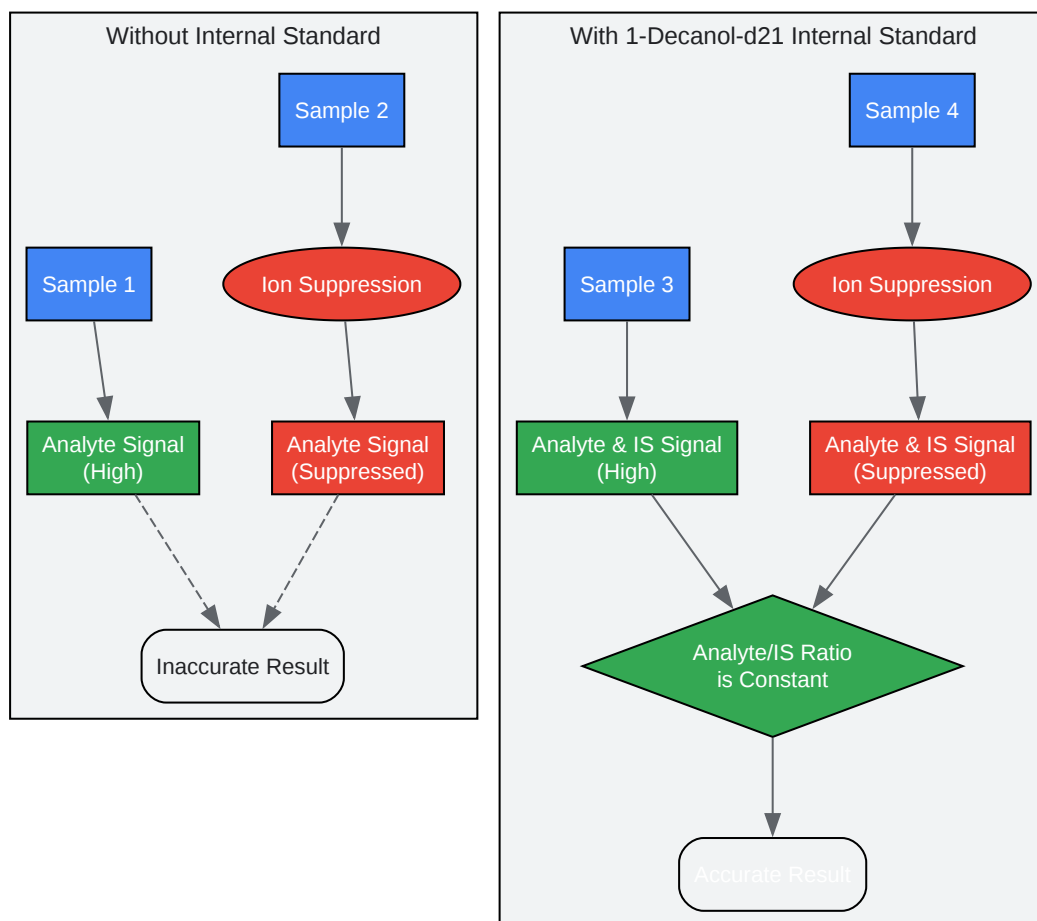 Without Internal Standard
Sample 2
Sample 1
Ion Suppression
Analyte Signal
(High)
Analyte Signal
(Suppressed)
Inaccurate Result
With 1-Decanol-d21 Internal Standard
Sample 4
Sample 3
Ion Suppression
Analyte & IS Signal
(High)
Analyte & IS Signal
(Suppressed)
Analyte/IS Ratio
is Constant
Accurate Result